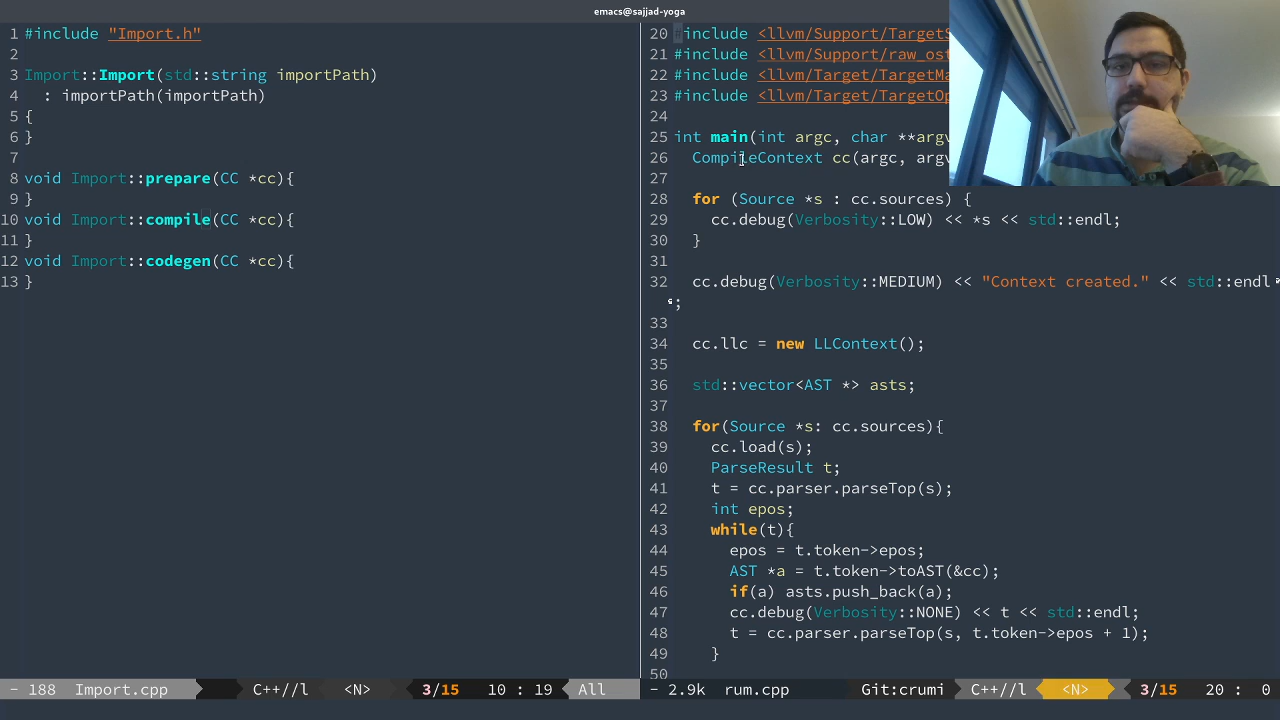 emacs@sajjad-yoga
1 #include "Import.h"
2
3 Import::Import(std::string importPath)
4   : importPath(importPath)
5 {
6 }
7
8 void Import::prepare(CC *cc){
9 }
10 void Import::compile(CC *cc){
11 }
12 void Import::codegen(CC *cc){
13 }
- 188 Import.cpp C++//l <N> 3/15 10 : 19 All
20 #include <llvm/Support/TargetS
21 #include <llvm/Support/raw_ost
22 #include <llvm/Target/TargetMa
23 #include <llvm/Target/TargetOp
24
25 int main(int argc, char **argv
26   CompileContext cc(argc, argv
27
28   for (Source *s : cc.sources) {
29     cc.debug(Verbosity::LOW) << *s << std::endl;
30   }
31
32   cc.debug(Verbosity::MEDIUM) << "Context created." << std::endl
;
33
34   cc.llc = new LLContext();
35
36   std::vector<AST *> asts;
37
38   for(Source *s: cc.sources){
39     cc.load(s);
40     ParseResult t;
41     t = cc.parser.parseTop(s);
42     int epos;
43     while(t){
44       epos = t.token->epos;
45       AST *a = t.token->toAST(&cc);
46       if(a) asts.push_back(a);
47       cc.debug(Verbosity::NONE) << t << std::endl;
48       t = cc.parser.parseTop(s, t.token->epos + 1);
49     }
50
- 2.9k rum.cpp Git:crumi C++//l <N> 3/15 20 : 0